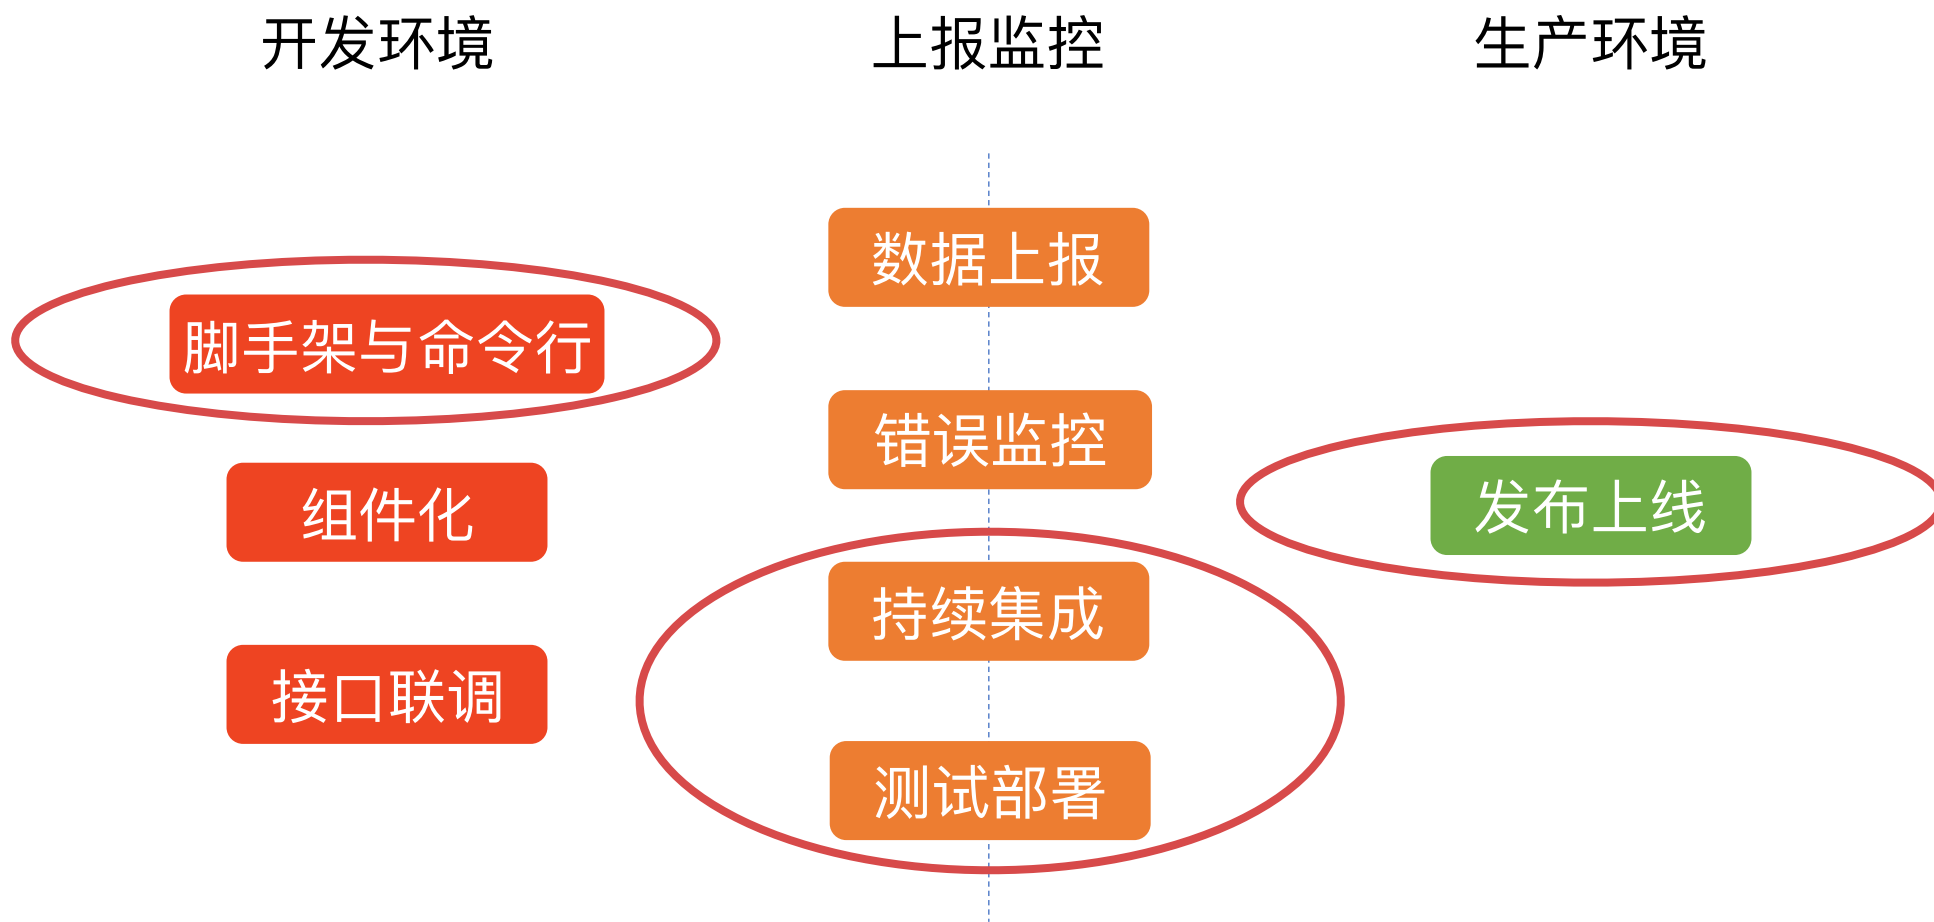 开发环境
上报监控
生产环境
数据上报
脚手架与命令行
错误监控
组件化
发布上线
持续集成
接口联调
测试部署